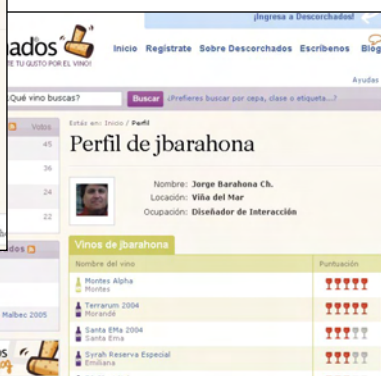 ¡Ingresa a Descorchados!
ados
TE TU GUSTO POR EL VINO!
Inicio Registrate Sobre Descorchados Escríbenos Blog
Ayudas
¿Qué vino buscas?
Buscar
¿Prefieres buscar por cepa, clase o etiqueta...?
Votos
45
36
24
22
Estás en: Inicio / Perfil
Perfil de jbarahona
Nombre: Jorge Barahona Ch.
Locación: Viña del Mar
Ocupación: Diseñador de Interacción
dos
Malbec 2005
os
Vinos de jbarahona
Nombre del vino Puntuación
Montes Alpha
Montes
Terrarum 2004
Morandé
Santa EMa 2004
Santa Ema
Syrah Reserva Especial
Emiliana